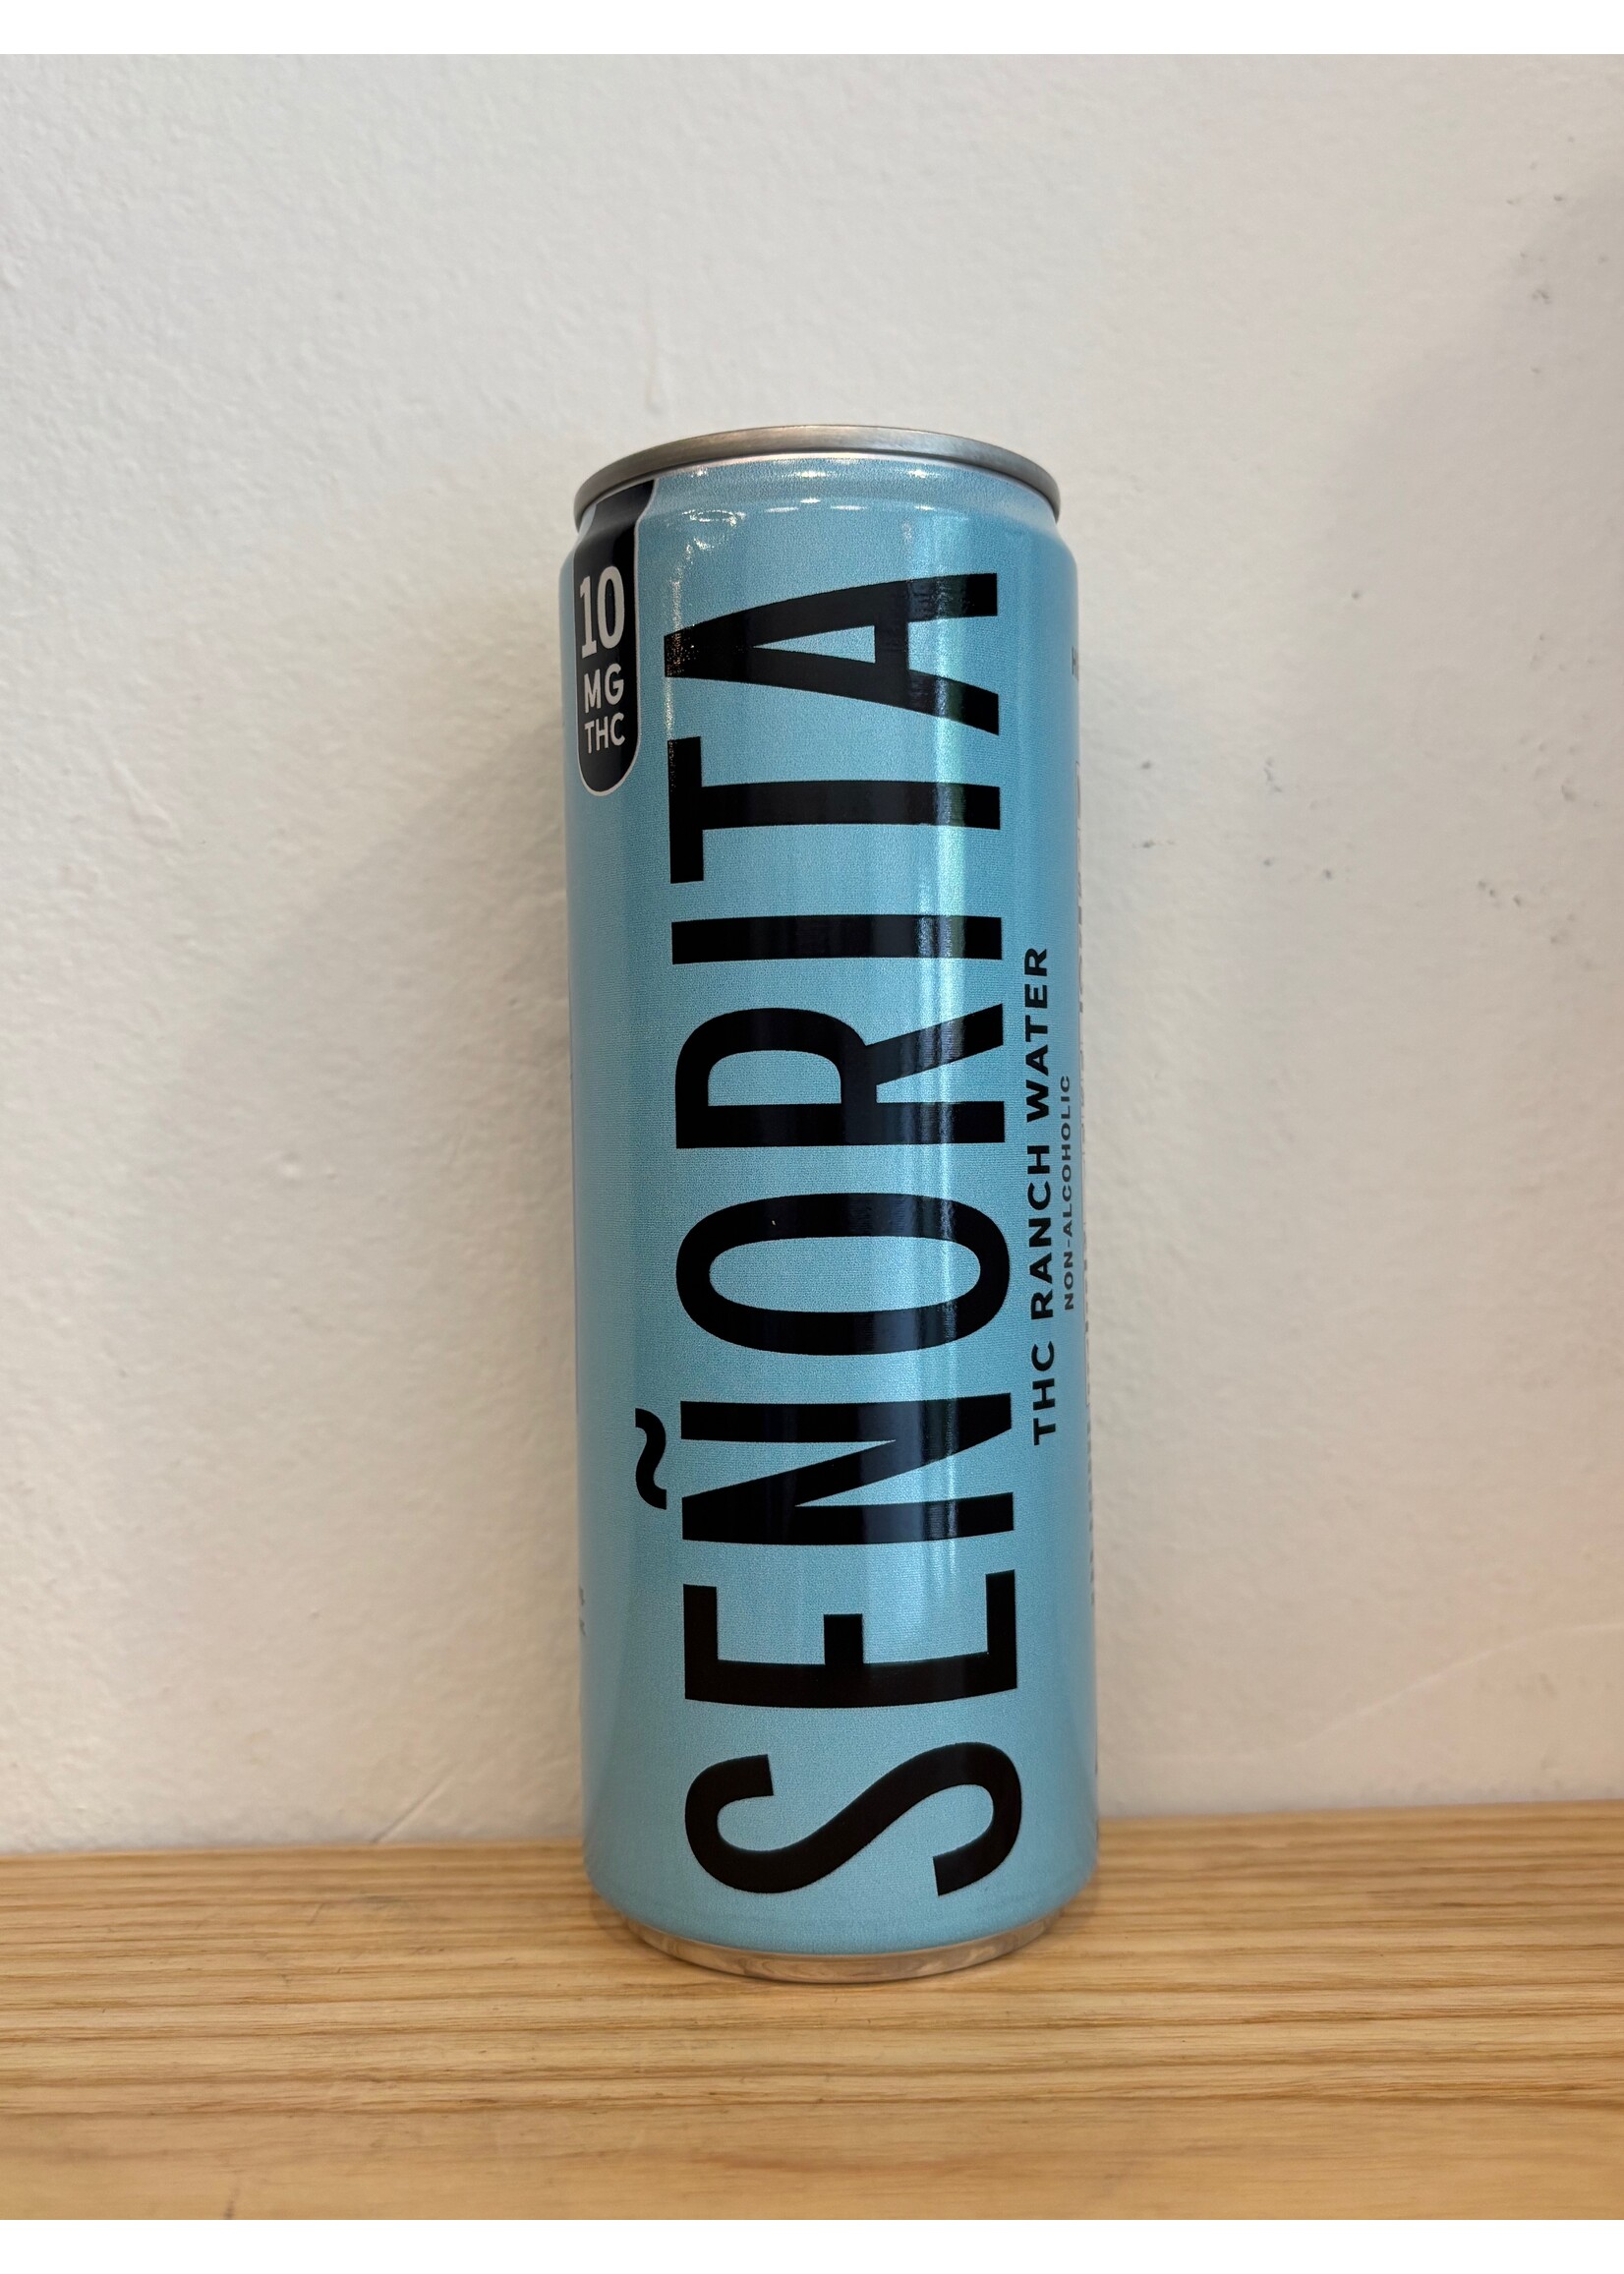 10
MG
THC
SEÑORITA
THC RANCH WATER
NON-ALCOHOLIC